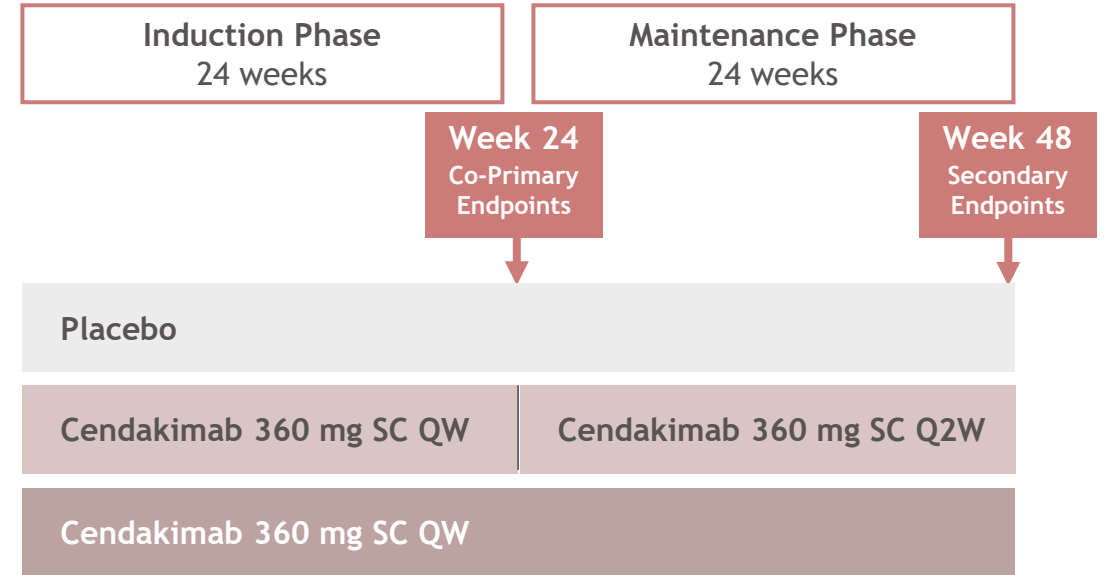 Induction Phase
24 weeks
Maintenance Phase
24 weeks
Week 24
Co-Primary
Endpoints
Week 48
Secondary
Endpoints
Placebo
Cendakimab 360 mg SC QW
Cendakimab 360 mg SC Q2W
Cendakimab 360 mg SC QW